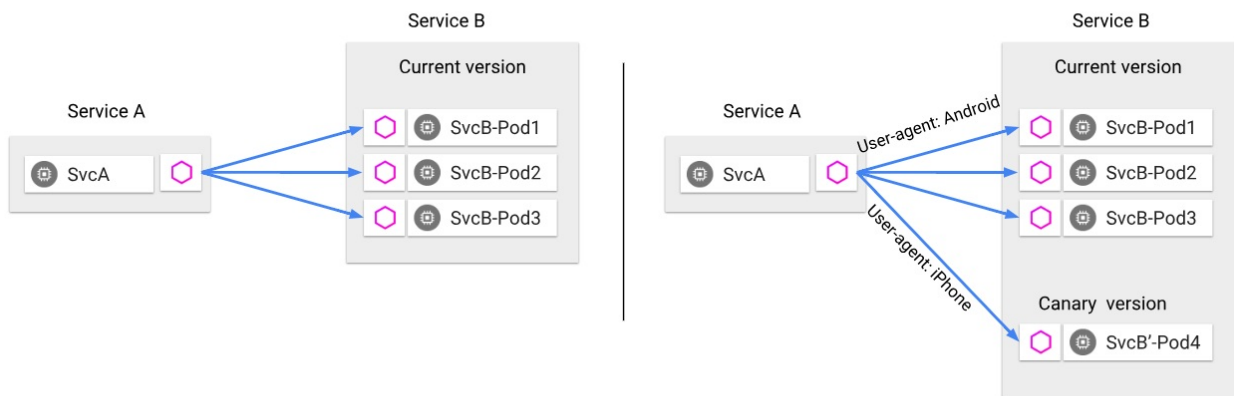 Service B
Current version
Service A
SvcA
SvcB-Pod1
SvcB-Pod2
SvcB-Pod3
Service B
Current version
Service A
SvcA
User-agent: Android
SvcB-Pod1
SvcB-Pod2
SvcB-Pod3
User-agent: iPhone
Canary version
SvcB’-Pod4